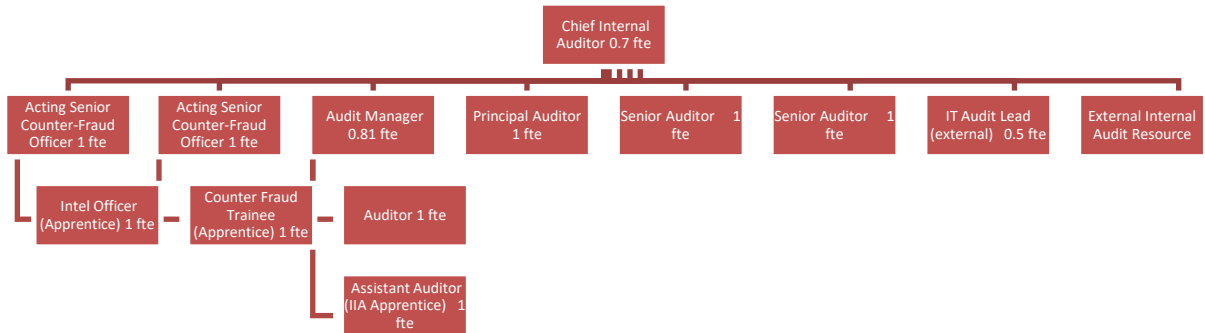 Chief Internal
Auditor 0.7 fte
Acting Senior
Counter-Fraud
Officer 1 fte
Acting Senior
Counter-Fraud
Officer 1 fte
Audit Manager
0.81 fte
Principal Auditor
1 fte
Senior Auditor 1
fte
Senior Auditor 1
fte
IT Audit Lead
(external) 0.5 fte
External Internal
Audit Resource
Intel Officer
(Apprentice) 1 fte
Counter Fraud
Trainee
(Apprentice) 1 fte
Auditor 1 fte
Assistant Auditor
(IIA Apprentice) 1
fte